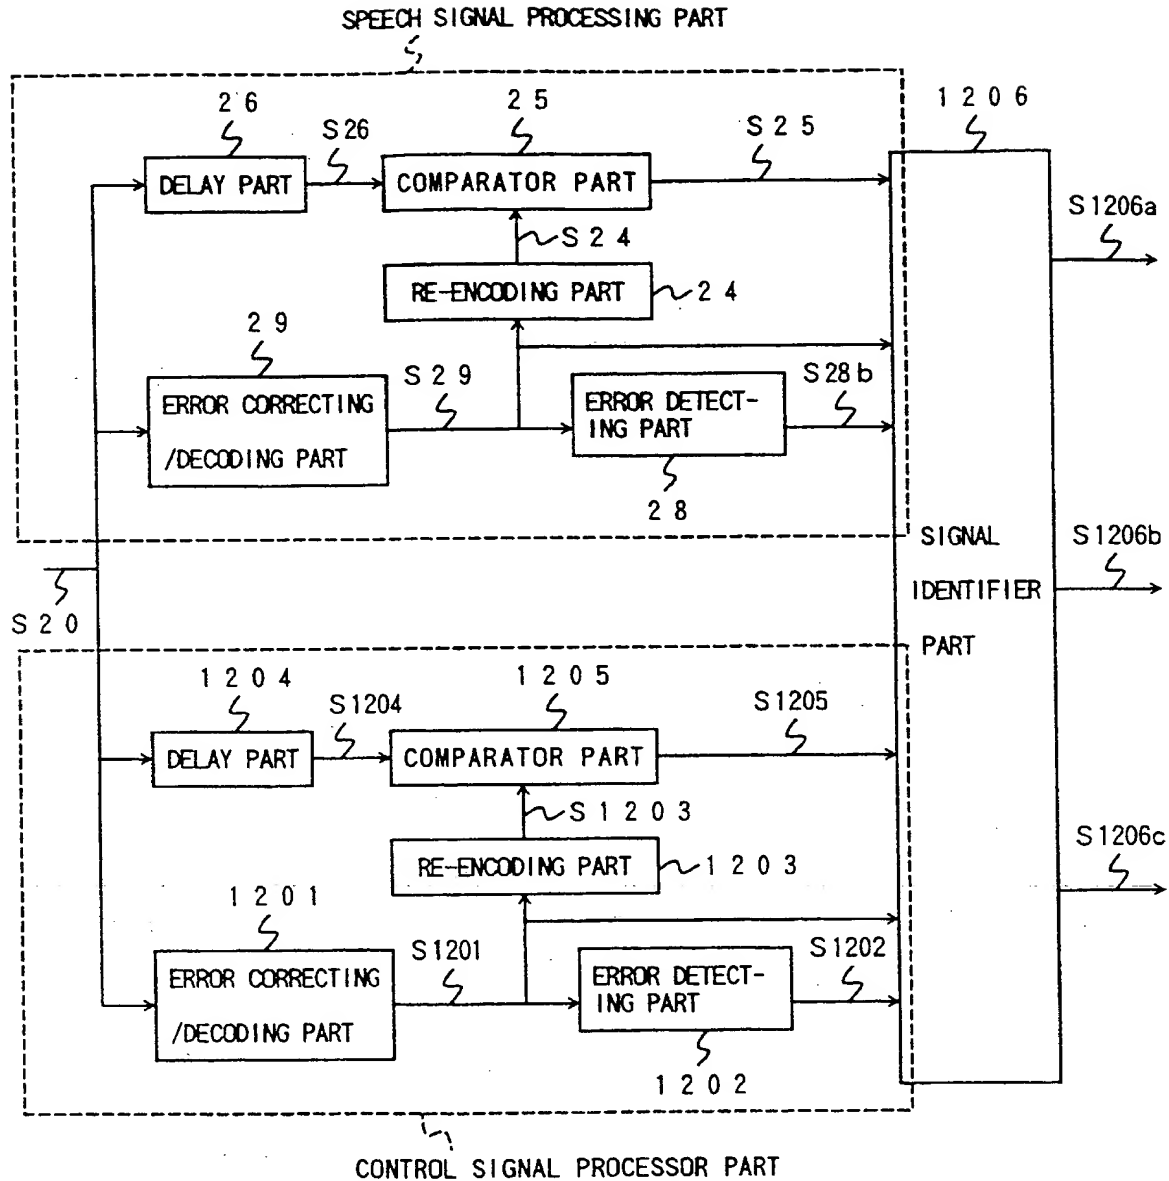 SPEECH SIGNAL PROCESSING PART
26
S26
25
S25
1206
DELAY PART
COMPARATOR PART
S1206a
S24
RE-ENCODING PART
24
29
S29
S28b
ERROR CORRECTING
/DECODING PART
ERROR DETECT-
ING PART
28
SIGNAL
IDENTIFIER
PART
S1206b
S20
1204
S1204
1205
S1205
DELAY PART
COMPARATOR PART
S1203
RE-ENCODING PART
1203
S1206c
1201
S1201
S1202
ERROR CORRECTING
/DECODING PART
ERROR DETECT-
ING PART
1202
CONTROL SIGNAL PROCESSOR PART